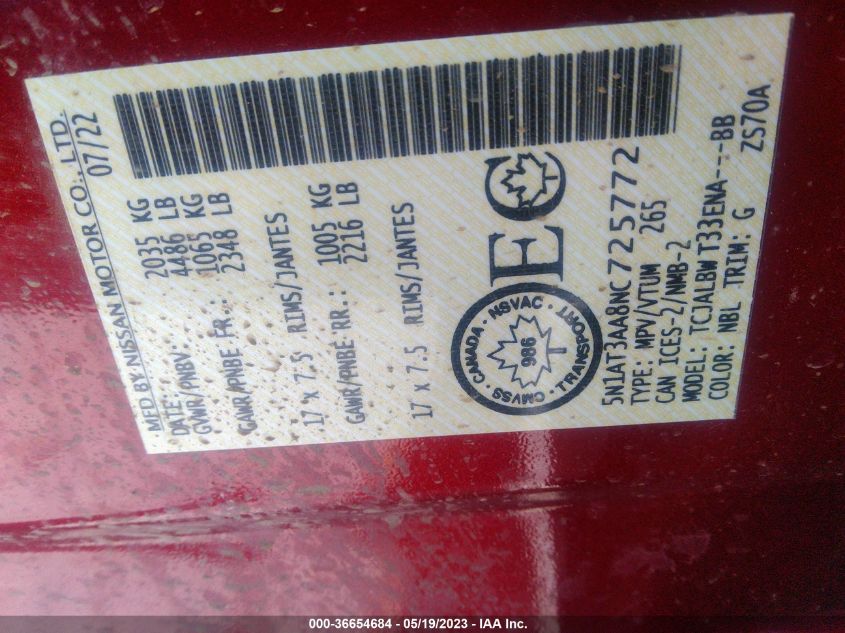 MFD BY NISSAN MOTOR CO., LTD.
DATE: 07/22
GVWR/PNBV: 2035 KG
4486 LB
GAWR/PNBE FR.: 1065 KG
2348 LB
17 x 7.5 RIMS/JANTES
GAWR/PNBE RR.: 1005 KG
2216 LB
17 x 7.5 RIMS/JANTES
CANADA · NSVAC · TRANSPORT · CMVSS ·
986
T
EC
T
5N1AT3AA8NC725772
TYPE: MPV/VTUM 265
CAN ICES-2/NMB-2
MODEL: TCJALBWT33ENA---BB
COLOR: NBL TRIM: G ZS70A
000-36654684 - 05/19/2023 - IAA Inc.